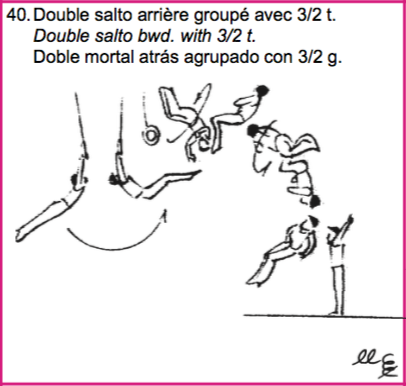 40. Double salto arrière groupé avec 3/2 t.
Double salto bwd. with 3/2 t.
Doble mortal atrás agrupado con 3/2 g.